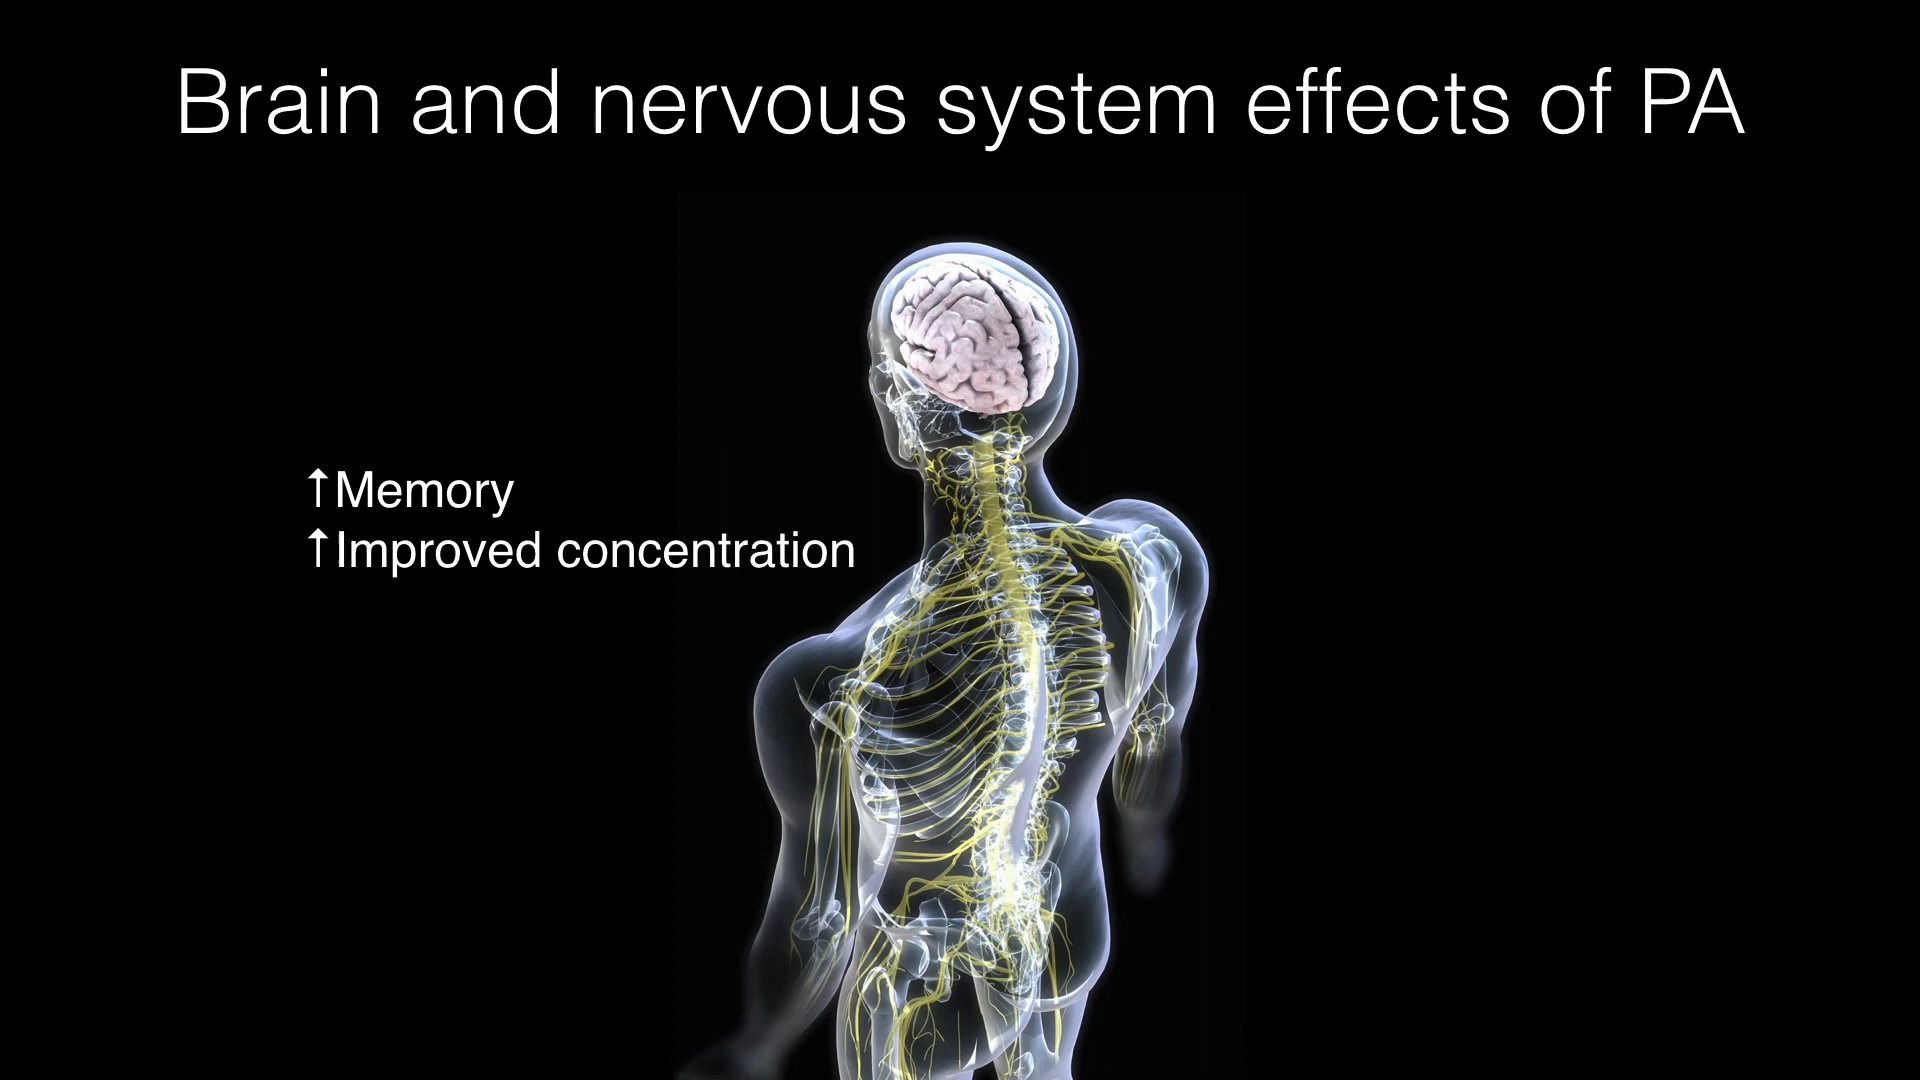 Brain and nervous system effects of PA
↑Memory
↑Improved concentration